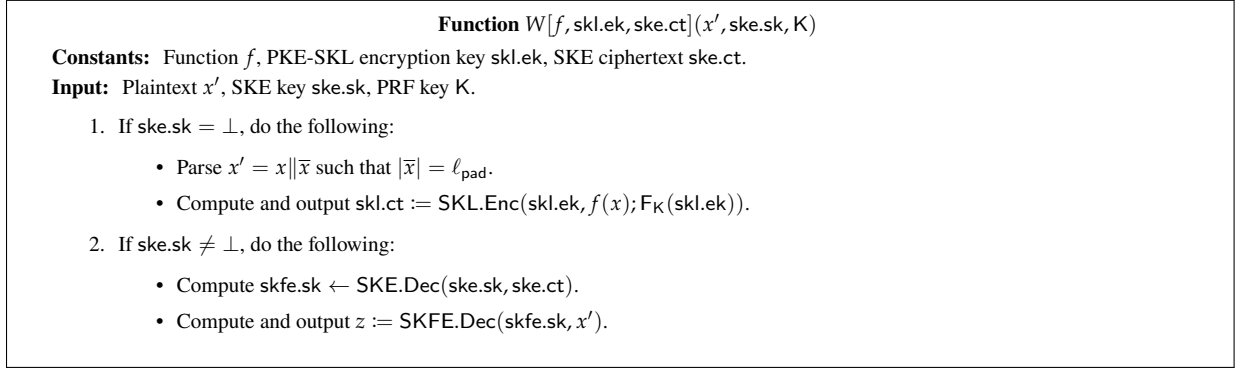 Function W[f, skl.ek, ske.ct](x′, ske.sk, K)
Constants: Function f, PKE-SKL encryption key skl.ek, SKE ciphertext ske.ct.
Input: Plaintext x′, SKE key ske.sk, PRF key K.
1. If ske.sk = ⊥, do the following:
• Parse x′ = x‖x̅ such that |x̅| = ℓ_pad.
• Compute and output skl.ct := SKL.Enc(skl.ek, f(x); F_K(skl.ek)).
2. If ske.sk ≠ ⊥, do the following:
• Compute skfe.sk ← SKE.Dec(ske.sk, ske.ct).
• Compute and output z := SKFE.Dec(skfe.sk, x′).